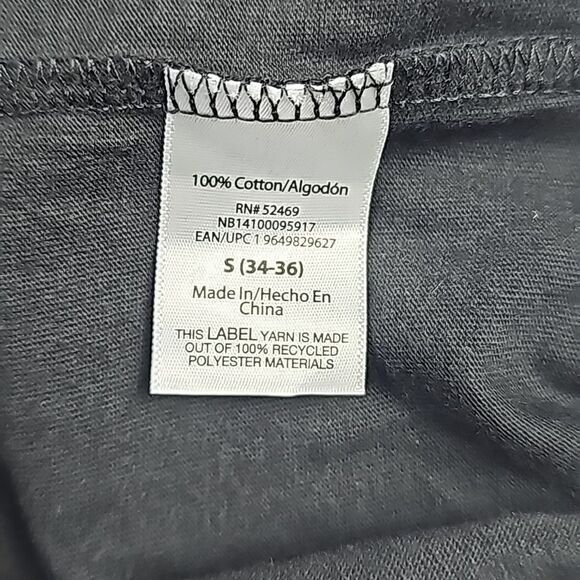 100% Cotton/Algodón
RN# 52469
NB14100095917
EAN/UPC 1 9649829627
S (34-36)
Made In/Hecho En
China
THIS LABEL YARN IS MADE
OUT OF 100% RECYCLED
POLYESTER MATERIALS